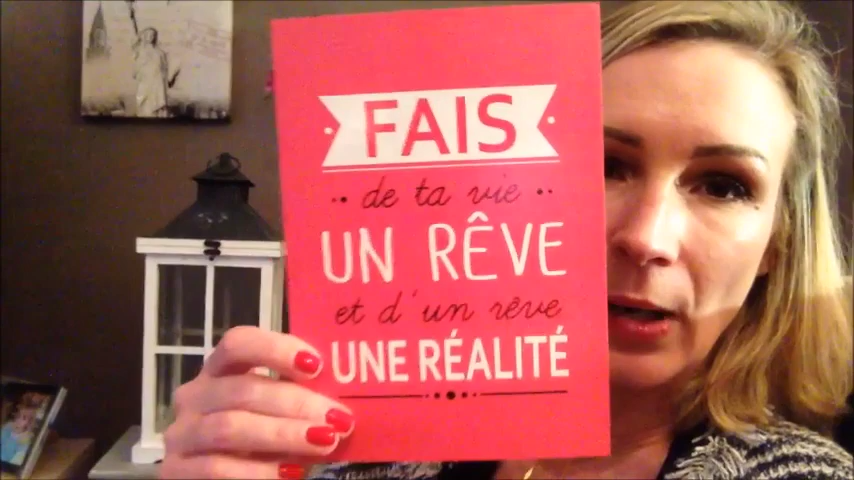 FAIS
de ta vie
UN RÊVE
et d'un rêve
UNE RÉALITÉ